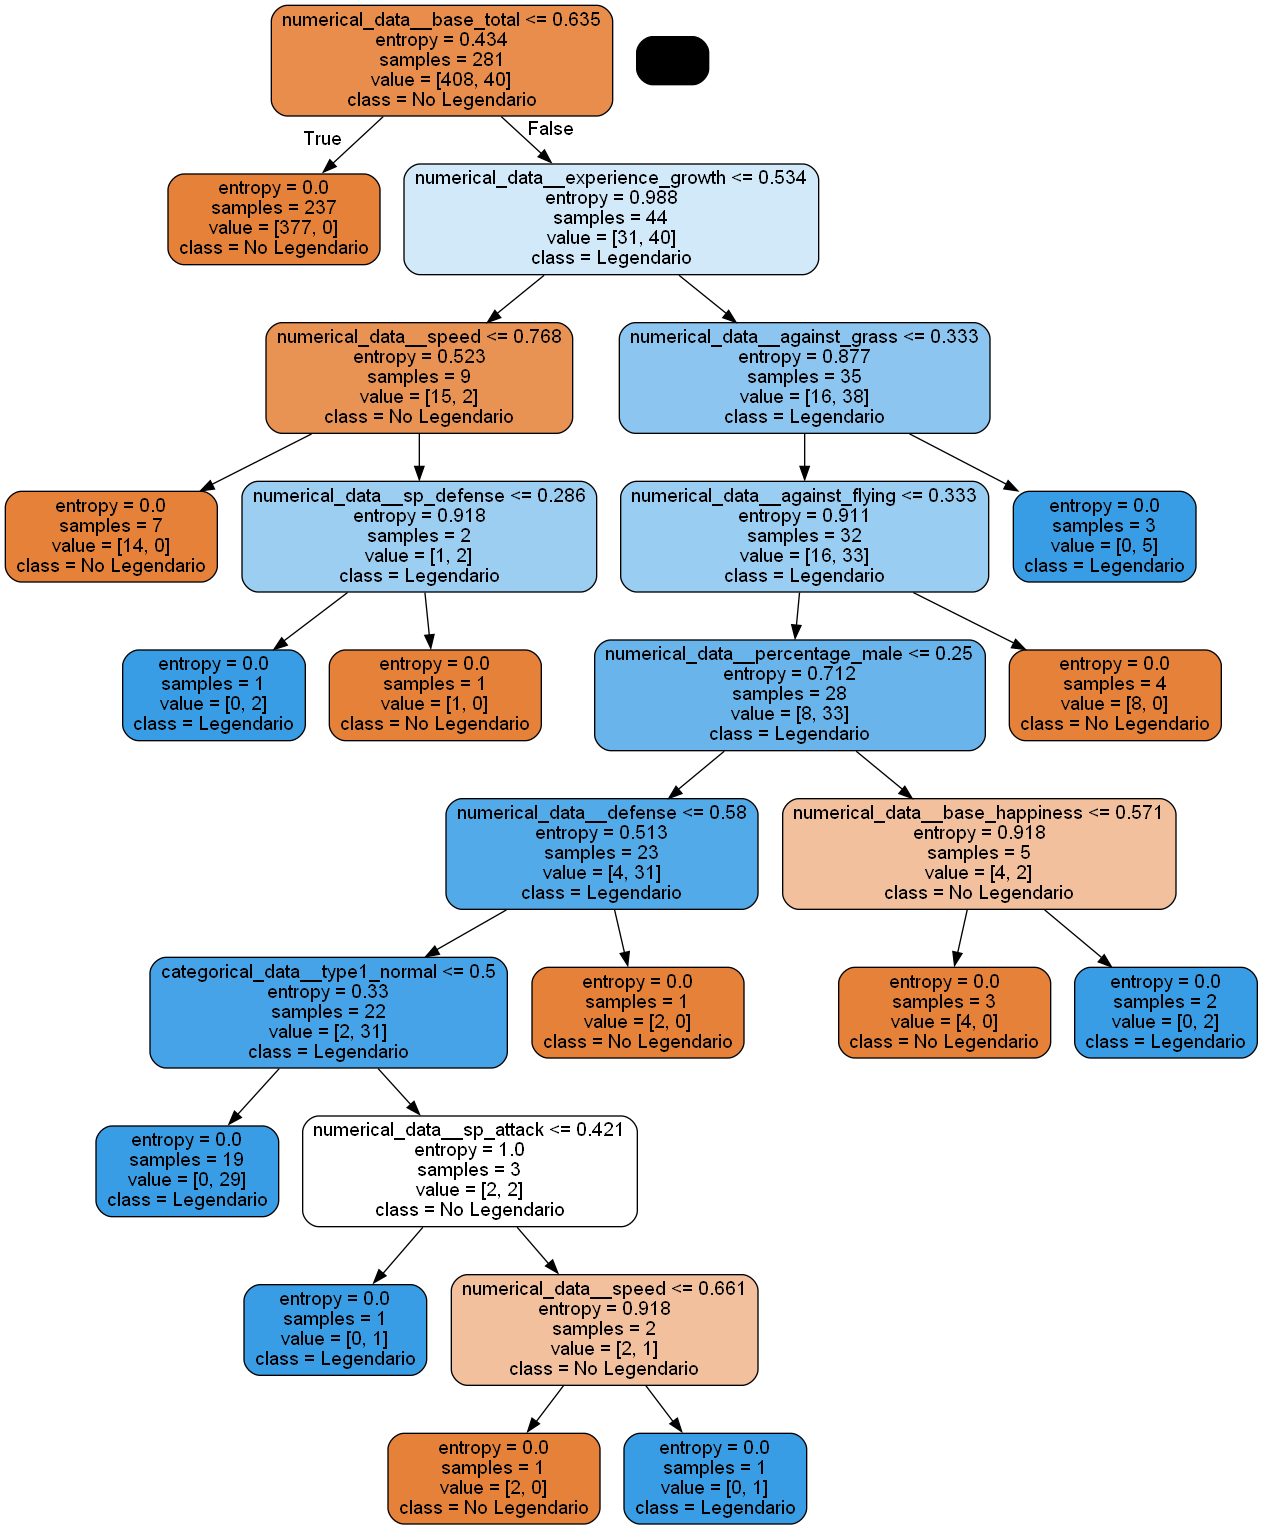 numerical_data__base_total <= 0.635
entropy = 0.434
samples = 281
value = [408, 40]
class = No Legendario
True
False
entropy = 0.0
samples = 237
value = [377, 0]
class = No Legendario
numerical_data__experience_growth <= 0.534
entropy = 0.988
samples = 44
value = [31, 40]
class = Legendario
numerical_data__speed <= 0.768
entropy = 0.523
samples = 9
value = [15, 2]
class = No Legendario
numerical_data__against_grass <= 0.333
entropy = 0.877
samples = 35
value = [16, 38]
class = Legendario
entropy = 0.0
samples = 7
value = [14, 0]
class = No Legendario
numerical_data__sp_defense <= 0.286
entropy = 0.918
samples = 2
value = [1, 2]
class = Legendario
numerical_data__against_flying <= 0.333
entropy = 0.911
samples = 32
value = [16, 33]
class = Legendario
entropy = 0.0
samples = 3
value = [0, 5]
class = Legendario
entropy = 0.0
samples = 1
value = [0, 2]
class = Legendario
entropy = 0.0
samples = 1
value = [1, 0]
class = No Legendario
numerical_data__percentage_male <= 0.25
entropy = 0.712
samples = 28
value = [8, 33]
class = Legendario
entropy = 0.0
samples = 4
value = [8, 0]
class = No Legendario
numerical_data__defense <= 0.58
entropy = 0.513
samples = 23
value = [4, 31]
class = Legendario
numerical_data__base_happiness <= 0.571
entropy = 0.918
samples = 5
value = [4, 2]
class = No Legendario
categorical_data__type1_normal <= 0.5
entropy = 0.33
samples = 22
value = [2, 31]
class = Legendario
entropy = 0.0
samples = 1
value = [2, 0]
class = No Legendario
entropy = 0.0
samples = 3
value = [4, 0]
class = No Legendario
entropy = 0.0
samples = 2
value = [0, 2]
class = Legendario
entropy = 0.0
samples = 19
value = [0, 29]
class = Legendario
numerical_data__sp_attack <= 0.421
entropy = 1.0
samples = 3
value = [2, 2]
class = No Legendario
entropy = 0.0
samples = 1
value = [0, 1]
class = Legendario
numerical_data__speed <= 0.661
entropy = 0.918
samples = 2
value = [2, 1]
class = No Legendario
entropy = 0.0
samples = 1
value = [2, 0]
class = No Legendario
entropy = 0.0
samples = 1
value = [0, 1]
class = Legendario